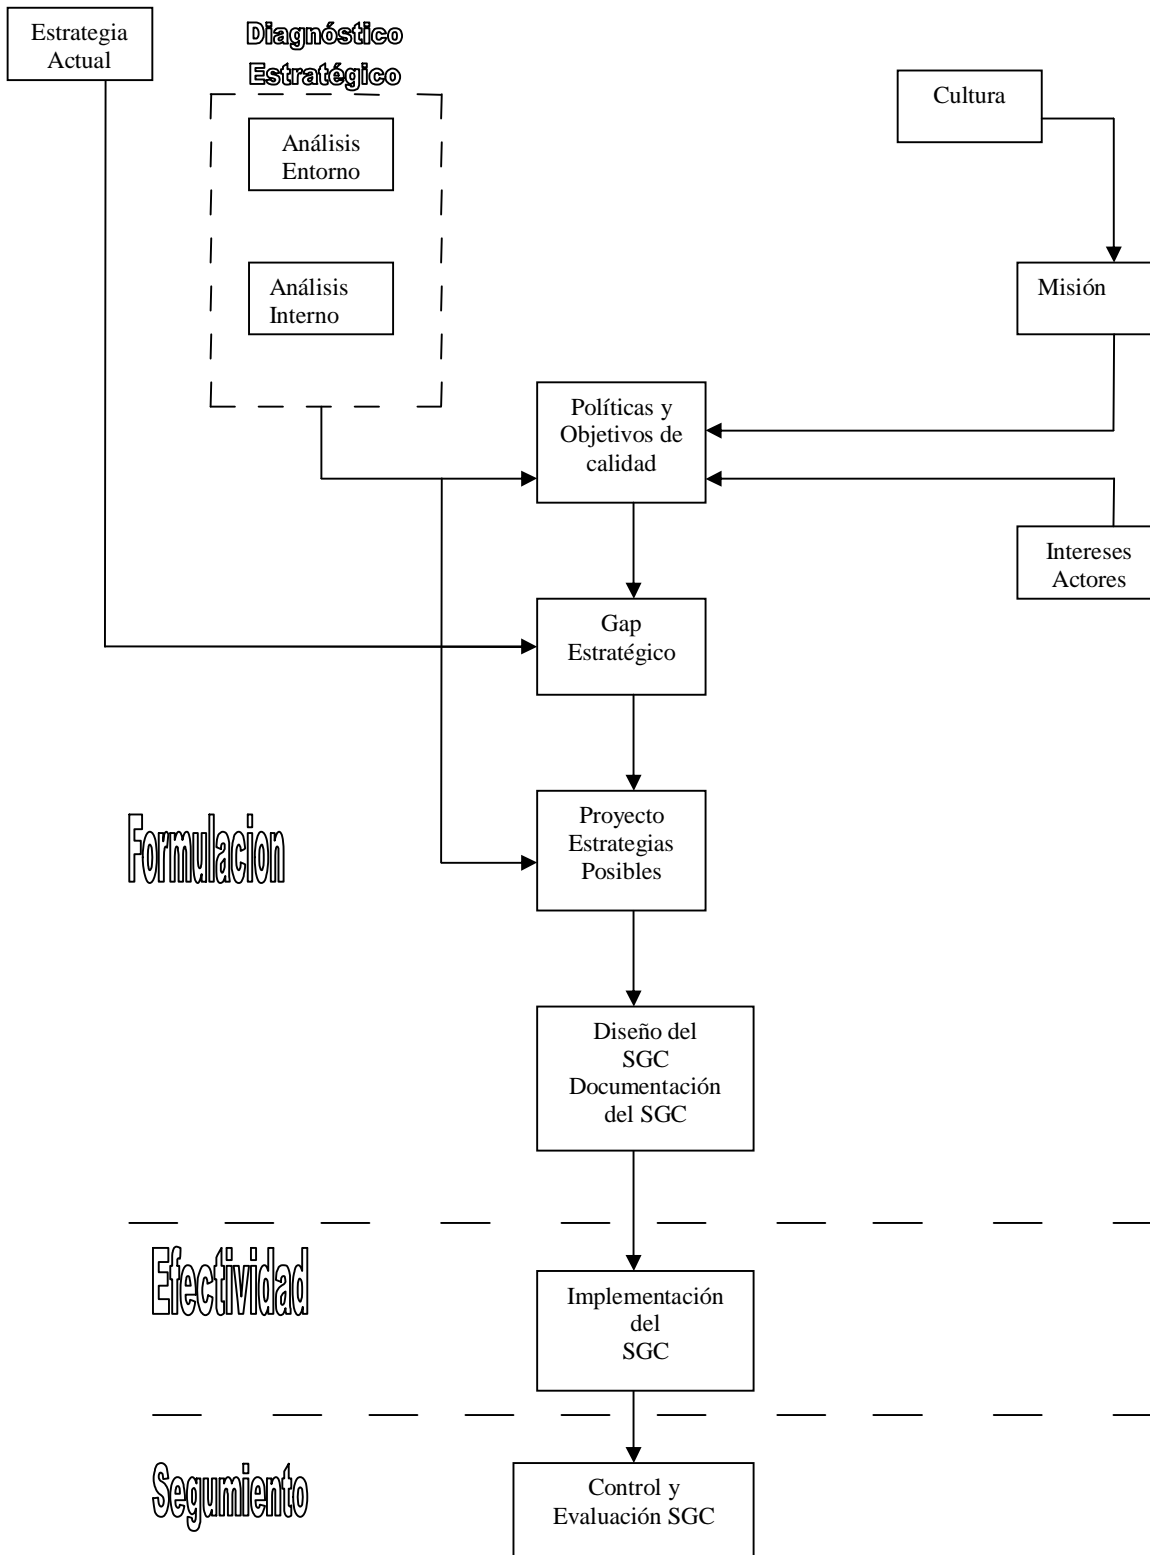 Estrategia
Actual
Diagnóstico
Estratégico
Análisis
Entorno
Análisis
Interno
Cultura
Misión
Políticas y
Objetivos de
calidad
Intereses
Actores
Gap
Estratégico
Proyecto
Estrategias
Posibles
Formulacion
Diseño del
SGC
Documentación
del SGC
Efectividad
Implementación
del
SGC
Segumiento
Control y
Evaluación SGC